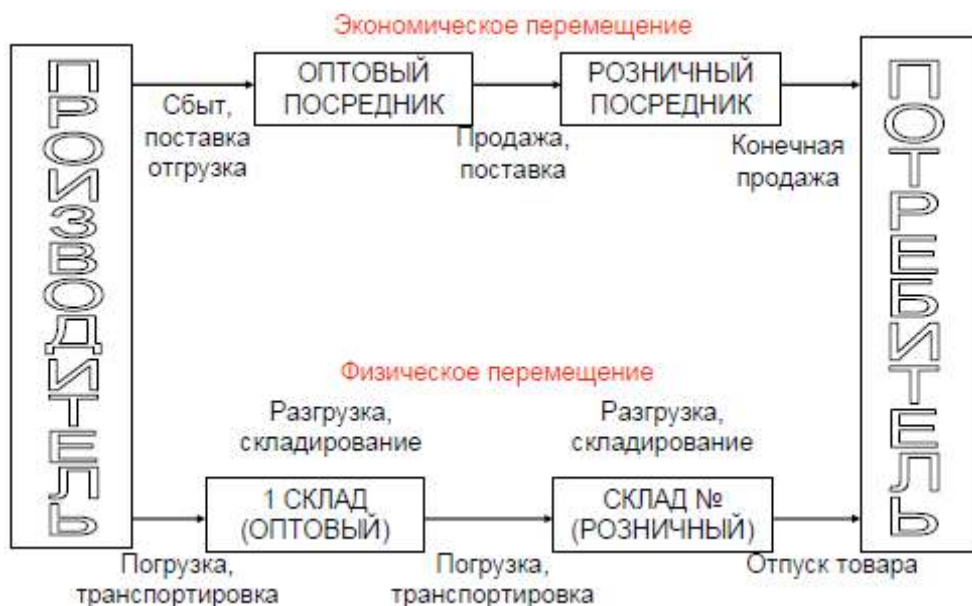 Экономическое перемещение
ПРОИЗВОДИТЕЛЬ
ОПТОВЫЙ
ПОСРЕДНИК
РОЗНИЧНЫЙ
ПОСРЕДНИК
ПОТРЕБИТЕЛЬ
Сбыт,
поставка
отгрузка
Продажа,
поставка
Конечная
продажа
Физическое перемещение
Разгрузка,
складирование
Разгрузка,
складирование
1 СКЛАД
(ОПТОВЫЙ)
СКЛАД №
(РОЗНИЧНЫЙ)
Погрузка,
транспортировка
Погрузка,
транспортировка
Отпуск товара